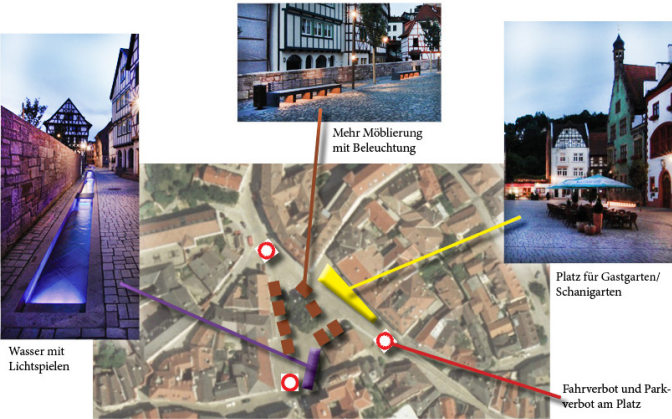 Mehr Möblierung
mit Beleuchtung
Platz für Gastgarten/
Schanigarten
Wasser mit
Lichtspielen
Fahrverbot und Park-
verbot am Platz